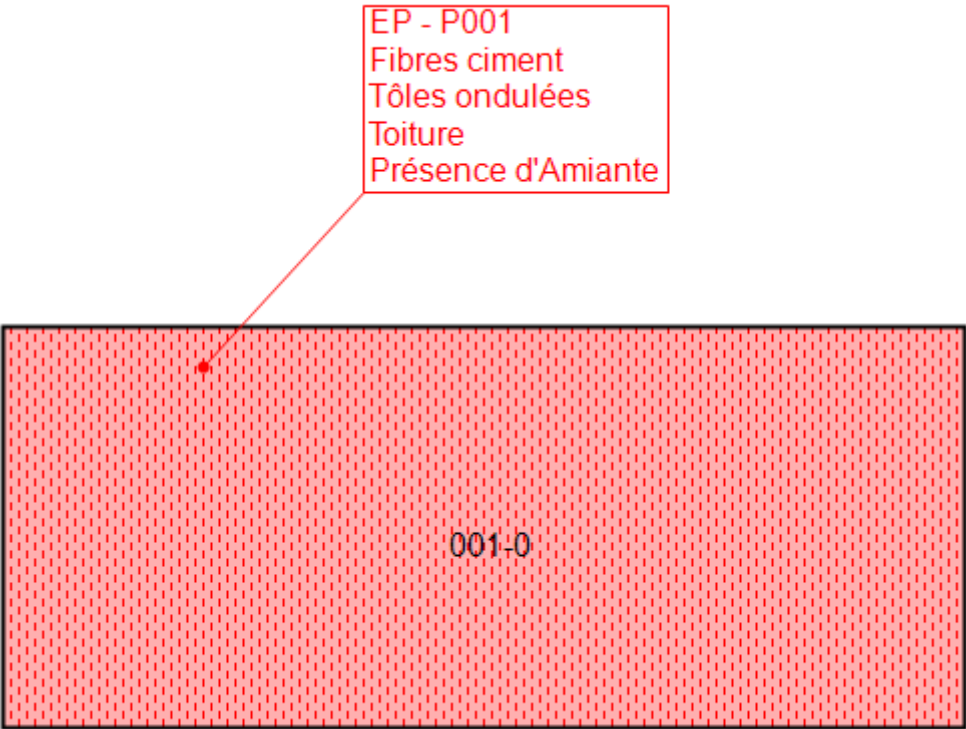 EP - P001
Fibres ciment
Tôles ondulées
Toiture
Présence d'Amiante
001-0